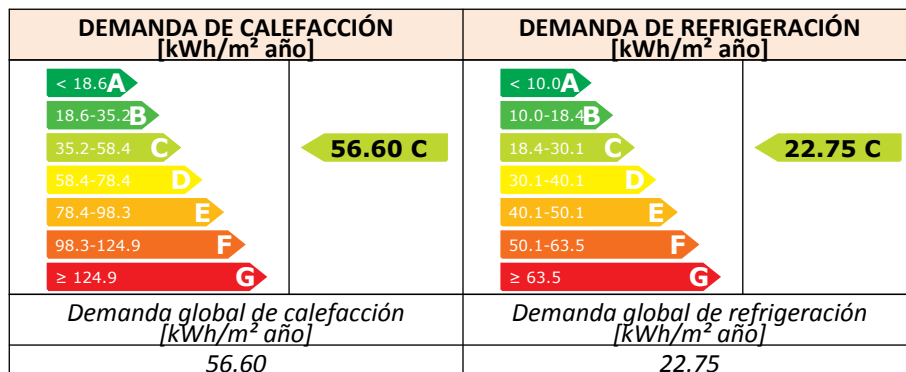 DEMANDA DE CALEFACCIÓN
[kWh/m² año]
DEMANDA DE REFRIGERACIÓN
[kWh/m² año]
< 18.6 A
18.6-35.2 B
35.2-58.4 C
58.4-78.4 D
78.4-98.3 E
98.3-124.9 F
≥ 124.9 G
56.60 C
< 10.0 A
10.0-18.4 B
18.4-30.1 C
30.1-40.1 D
40.1-50.1 E
50.1-63.5 F
≥ 63.5 G
22.75 C
Demanda global de calefacción
[kWh/m² año]
Demanda global de refrigeración
[kWh/m² año]
56.60
22.75